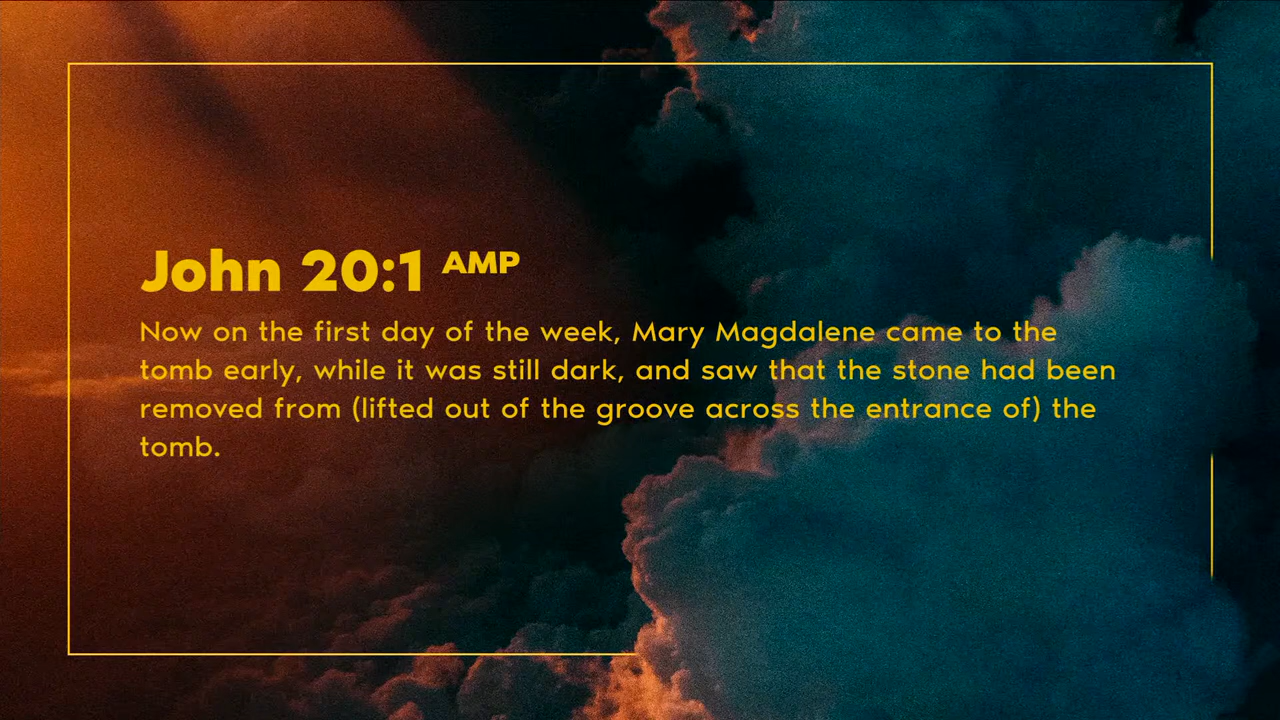 John 20:1 AMP
Now on the first day of the week, Mary Magdalene came to the
tomb early, while it was still dark, and saw that the stone had been
removed from (lifted out of the groove across the entrance of) the
tomb.